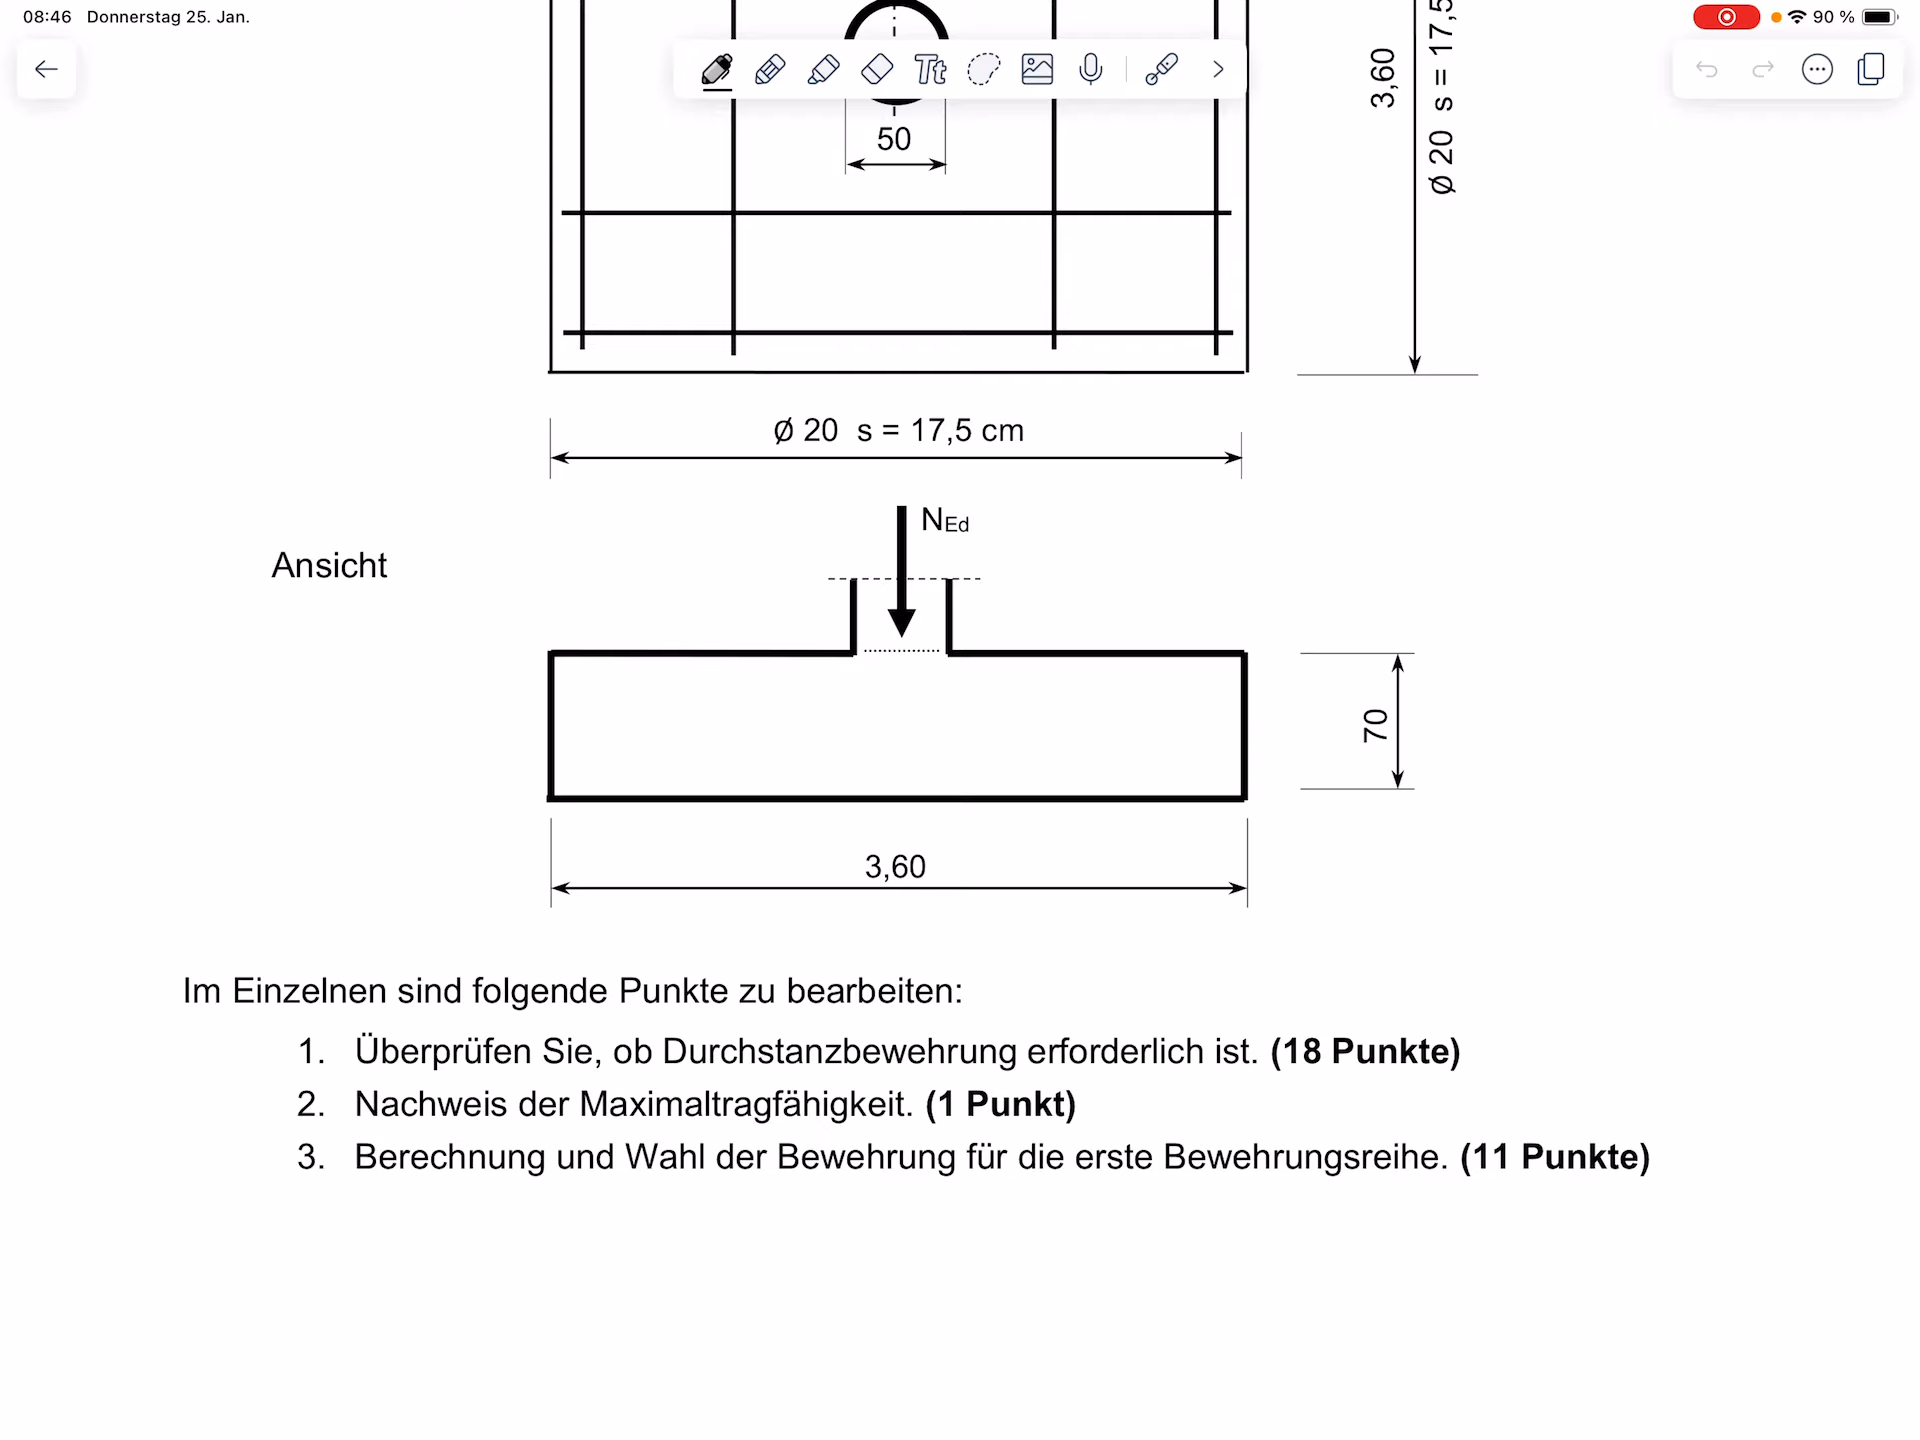 08:46 Donnerstag 25. Jan.
90 %
Tt
50
3,60
Ø 20 s = 17,5
Ø 20 s = 17,5 cm
NEd
Ansicht
70
3,60
Im Einzelnen sind folgende Punkte zu bearbeiten:
1. Überprüfen Sie, ob Durchstanzbewehrung erforderlich ist. (18 Punkte)
2. Nachweis der Maximaltragfähigkeit. (1 Punkt)
3. Berechnung und Wahl der Bewehrung für die erste Bewehrungsreihe. (11 Punkte)